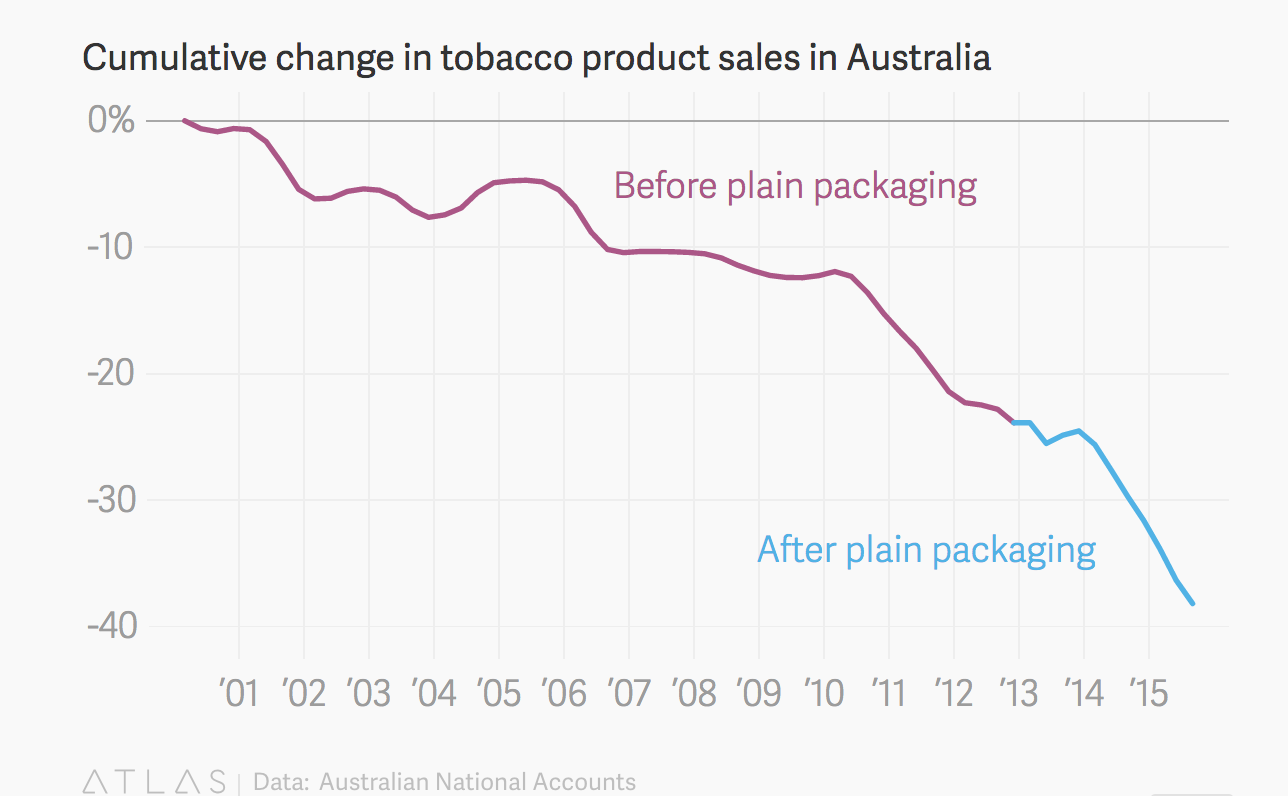 Cumulative change in tobacco product sales in Australia
0%
Before plain packaging
-10
-20
-30
After plain packaging
-40
'01 '02 '03 '04 '05 '06 '07 '08 '09 '10 '11 '12 '13 '14 '15
ATLAS | Data: Australian National Accounts